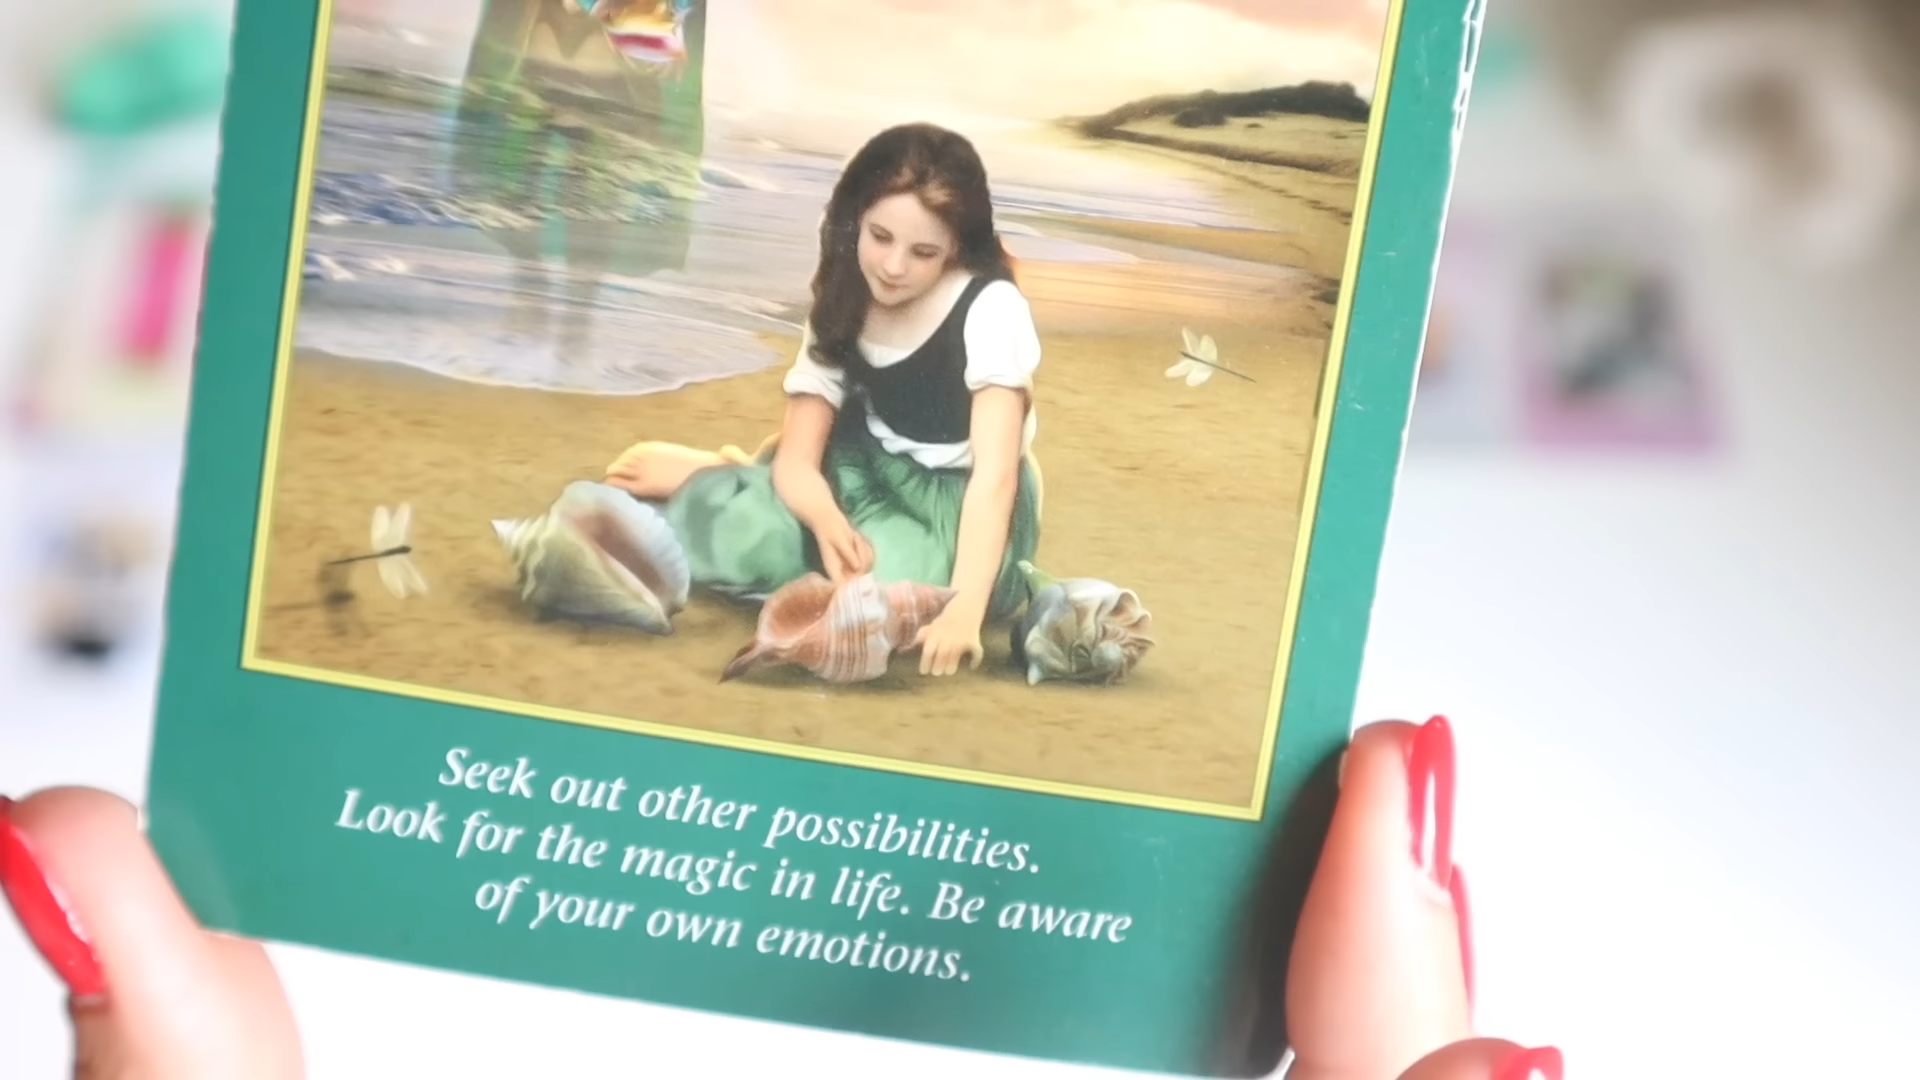 Seek out other possibilities.
Look for the magic in life. Be aware
of your own emotions.